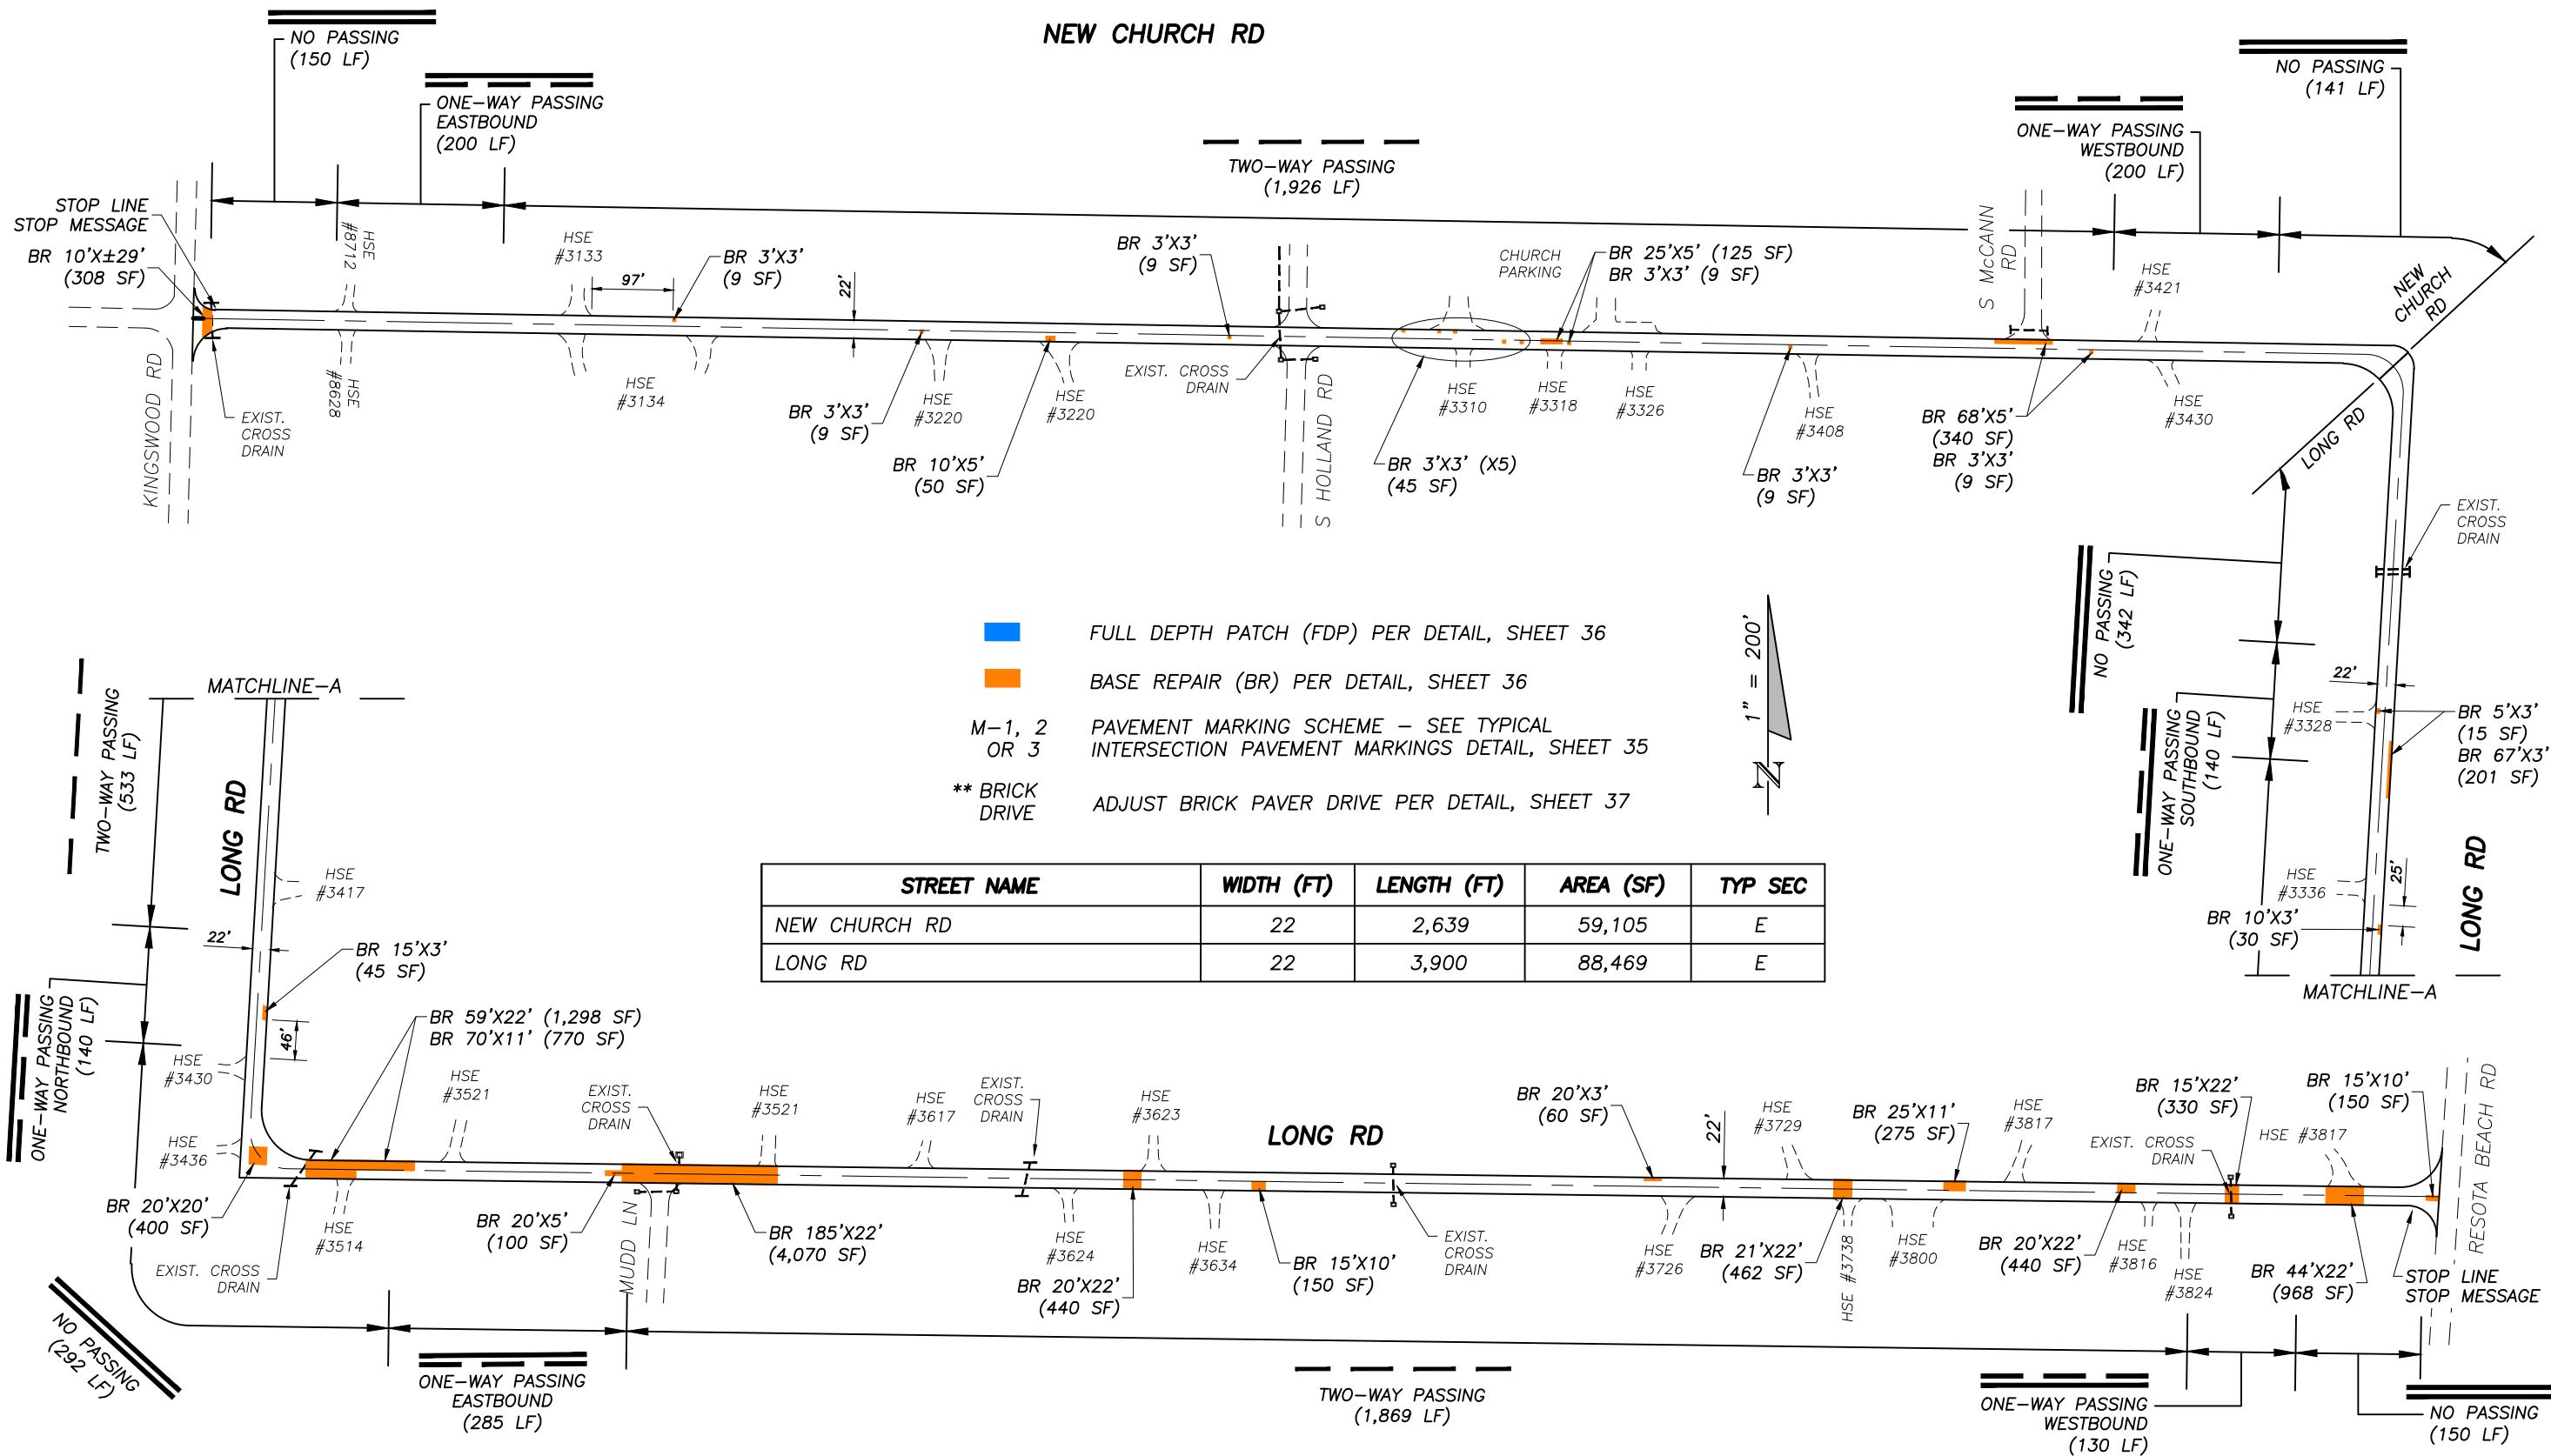 NEW CHURCH RD
NO PASSING
(150 LF)
ONE-WAY PASSING
EASTBOUND
(200 LF)
TWO-WAY PASSING
(1,926 LF)
ONE-WAY PASSING
WESTBOUND
(200 LF)
NO PASSING
(141 LF)
STOP LINE
STOP MESSAGE
BR 10'X±29'
(308 SF)
HSE
#8712
HSE
#3133
97'
BR 3'X3'
(9 SF)
22'
BR 3'X3'
(9 SF)
CHURCH
PARKING
BR 25'X5' (125 SF)
BR 3'X3' (9 SF)
S McCANN
RD
HSE
#3421
NEW
CHURCH
RD
LONG RD
KINGSWOOD RD
EXIST.
CROSS
DRAIN
HSE
#8628
HSE
#3134
BR 3'X3'
(9 SF)
HSE
#3220
BR 10'X5'
(50 SF)
HSE
#3220
EXIST. CROSS
DRAIN
S HOLLAND RD
BR 3'X3' (X5)
(45 SF)
HSE
#3310
HSE
#3318
HSE
#3326
HSE
#3408
BR 3'X3'
(9 SF)
BR 68'X5'
(340 SF)
BR 3'X3'
(9 SF)
HSE
#3430
EXIST.
CROSS
DRAIN
NO PASSING
(342 LF)
22'
HSE
#3328
BR 5'X3'
(15 SF)
BR 67'X3'
(201 SF)
ONE-WAY PASSING
SOUTHBOUND
(140 LF)
HSE
#3336
25'
BR 10'X3'
(30 SF)
LONG RD
MATCHLINE-A
FULL DEPTH PATCH (FDP) PER DETAIL, SHEET 36
BASE REPAIR (BR) PER DETAIL, SHEET 36
M-1, 2
OR 3
PAVEMENT MARKING SCHEME - SEE TYPICAL
INTERSECTION PAVEMENT MARKINGS DETAIL, SHEET 35
** BRICK
DRIVE
ADJUST BRICK PAVER DRIVE PER DETAIL, SHEET 37
1" = 200'
N
STREET NAME WIDTH (FT) LENGTH (FT) AREA (SF) TYP SEC
NEW CHURCH RD 22 2,639 59,105 E
LONG RD 22 3,900 88,469 E
MATCHLINE-A
TWO-WAY PASSING
(533 LF)
LONG RD
HSE
#3417
22'
BR 15'X3'
(45 SF)
46'
ONE-WAY PASSING
NORTHBOUND
(140 LF)
HSE
#3430
HSE
#3436
BR 59'X22' (1,298 SF)
BR 70'X11' (770 SF)
BR 20'X20'
(400 SF)
EXIST. CROSS
DRAIN
HSE
#3514
HSE
#3521
EXIST.
CROSS
DRAIN
BR 20'X5'
(100 SF)
MUDD LN
HSE
#3521
BR 185'X22'
(4,070 SF)
HSE
#3617
EXIST.
CROSS
DRAIN
HSE
#3624
HSE
#3623
BR 20'X22'
(440 SF)
HSE
#3634
LONG RD
BR 15'X10'
(150 SF)
EXIST.
CROSS
DRAIN
BR 20'X3'
(60 SF)
HSE
#3726
22'
HSE
#3729
BR 21'X22'
(462 SF)
HSE #3738
BR 25'X11'
(275 SF)
HSE
#3800
HSE
#3817
BR 20'X22'
(440 SF)
HSE
#3816
HSE
#3824
BR 15'X22'
(330 SF)
EXIST. CROSS
DRAIN
HSE #3817
BR 15'X10'
(150 SF)
BR 44'X22'
(968 SF)
STOP LINE
STOP MESSAGE
RESOTA BEACH RD
NO PASSING
(292 LF)
ONE-WAY PASSING
EASTBOUND
(285 LF)
TWO-WAY PASSING
(1,869 LF)
ONE-WAY PASSING
WESTBOUND
(130 LF)
NO PASSING
(150 LF)